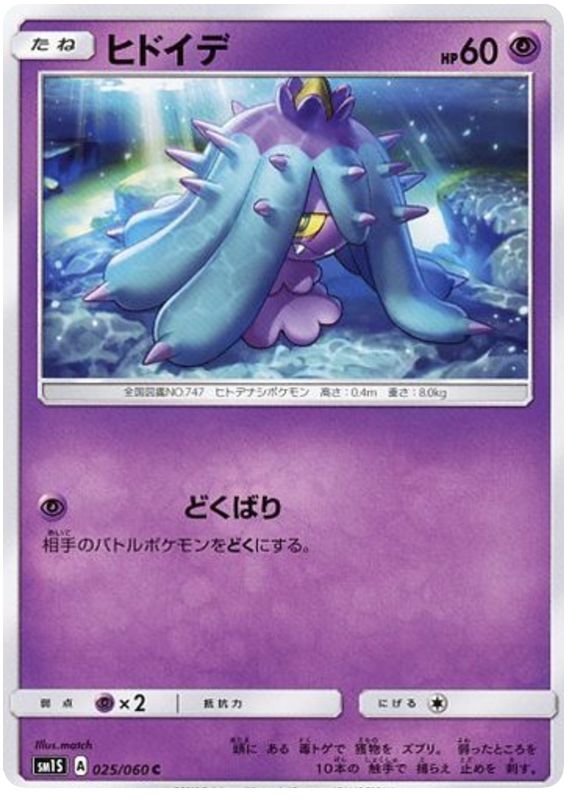 たね ヒドイデ HP60
全国図鑑NO.747 ヒトデナシポケモン 高さ:0.4m 重さ:8.0kg
どくばり
相手のバトルポケモンをどくにする。
弱点 ×2 抵抗力 にげる
Illus.match
頭に ある 毒トゲで 獲物を ズブリ。 弱ったところを
10本の 触手で 捕らえ 止めを 刺す。
SM1S A 025/060 C